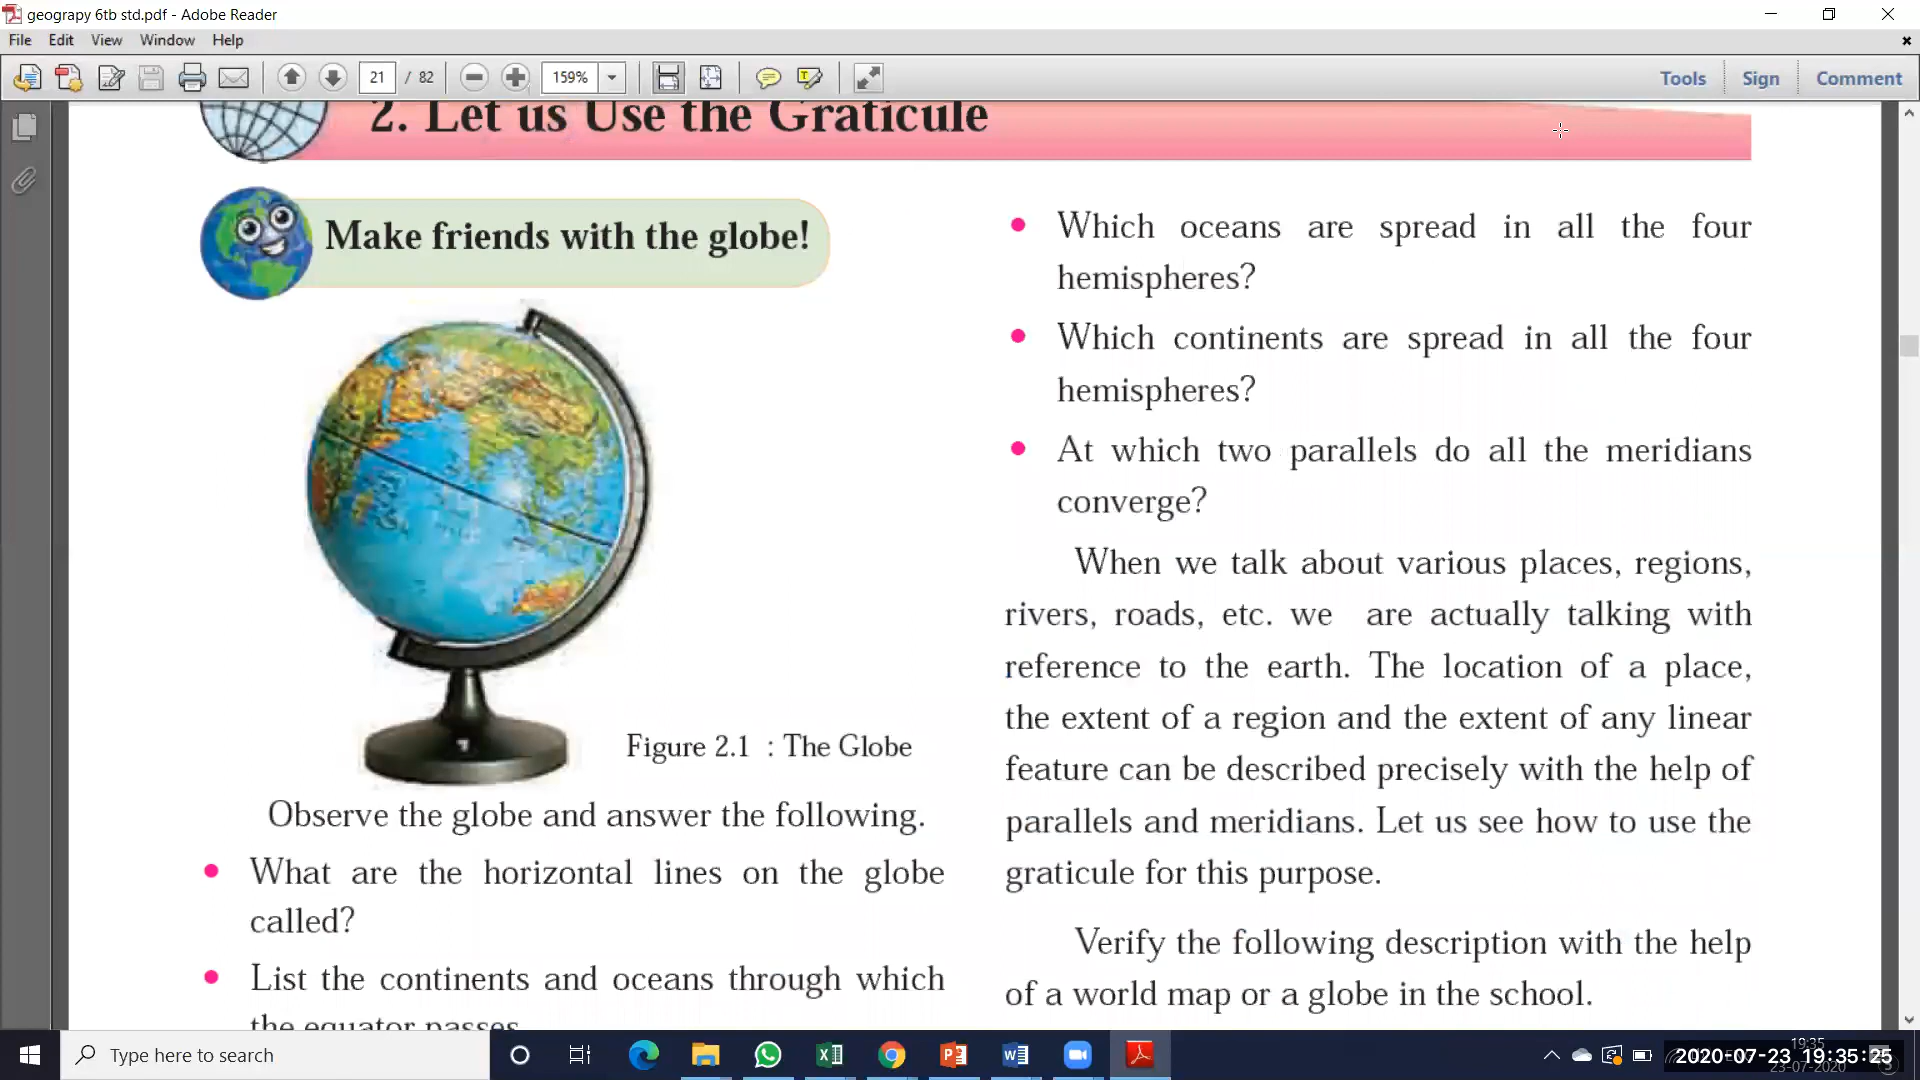 geograpy 6tb std.pdf - Adobe Reader
File Edit View Window Help
21 / 82 159% Tools Sign Comment
2. Let us Use the Graticule
Make friends with the globe!
Figure 2.1 : The Globe
Observe the globe and answer the following.
• What are the horizontal lines on the globe
called?
• List the continents and oceans through which
the equator passes
• Which oceans are spread in all the four
hemispheres?
• Which continents are spread in all the four
hemispheres?
• At which two parallels do all the meridians
converge?
When we talk about various places, regions,
rivers, roads, etc. we are actually talking with
reference to the earth. The location of a place,
the extent of a region and the extent of any linear
feature can be described precisely with the help of
parallels and meridians. Let us see how to use the
graticule for this purpose.
Verify the following description with the help
of a world map or a globe in the school.
Type here to search
19:35
2020-07-23 19:35:25
23-07-2020